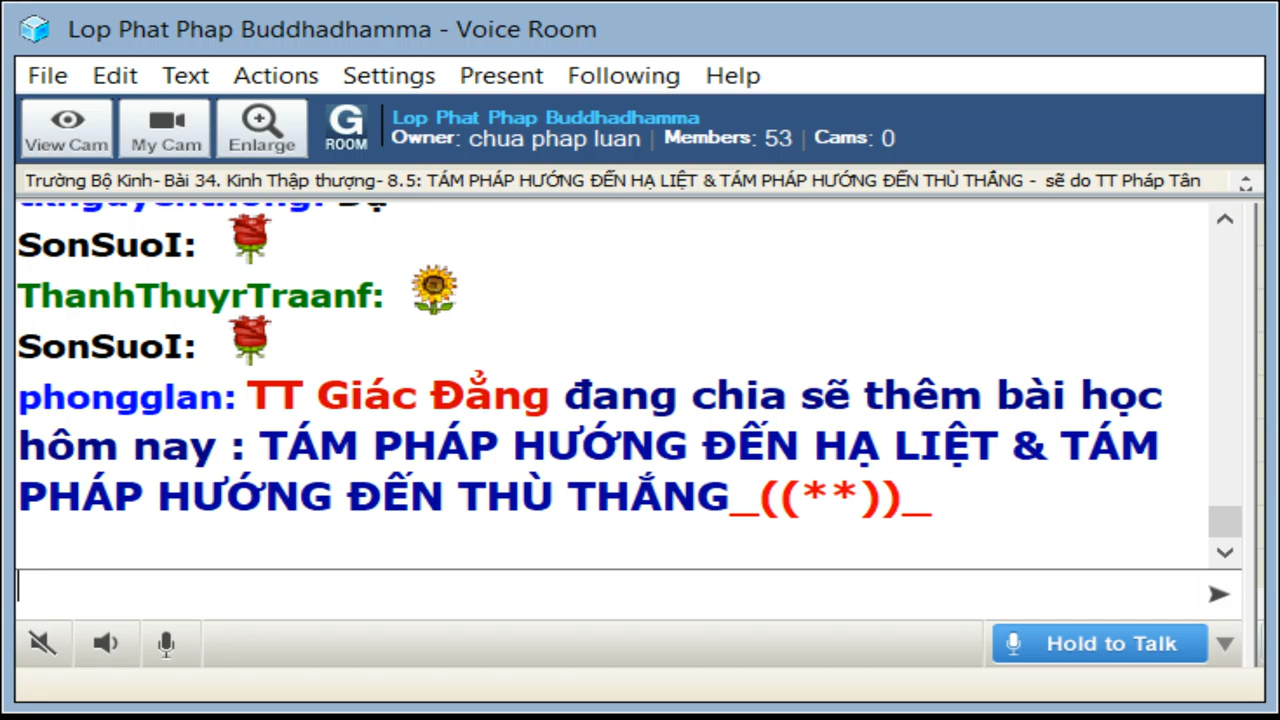 Lop Phat Phap Buddhadhamma - Voice Room
File Edit Text Actions Settings Present Following Help
View Cam My Cam Enlarge G ROOM
Lop Phat Phap Buddhadhamma
Owner: chua phap luan | Members: 53 | Cams: 0
Trường Bộ Kinh- Bài 34. Kinh Thập thượng- 8.5: TÁM PHÁP HƯỚNG ĐẾN HẠ LIỆT & TÁM PHÁP HƯỚNG ĐẾN THÙ THẮNG - sẽ do TT Pháp Tân
SonSuoI:
ThanhThuyrTraanf:
SonSuoI:
phongglan: TT Giác Đẳng đang chia sẽ thêm bài học
hôm nay : TÁM PHÁP HƯỚNG ĐẾN HẠ LIỆT & TÁM
PHÁP HƯỚNG ĐẾN THÙ THẮNG_((**))_
Hold to Talk